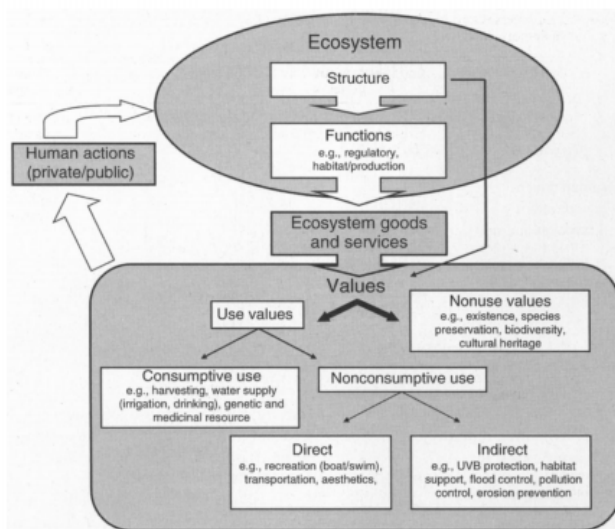 Ecosystem
Structure
Functions
e.g., regulatory,
habitat/production
Human actions
(private/public)
Ecosystem goods
and services
Values
Use values
Nonuse values
e.g., existence, species
preservation, biodiversity,
cultural heritage
Consumptive use
e.g., harvesting, water supply
(irrigation, drinking), genetic and
medicinal resource
Nonconsumptive use
Direct
e.g., recreation (boat/swim),
transportation, aesthetics,
Indirect
e.g., UVB protection, habitat
support, flood control, pollution
control, erosion prevention